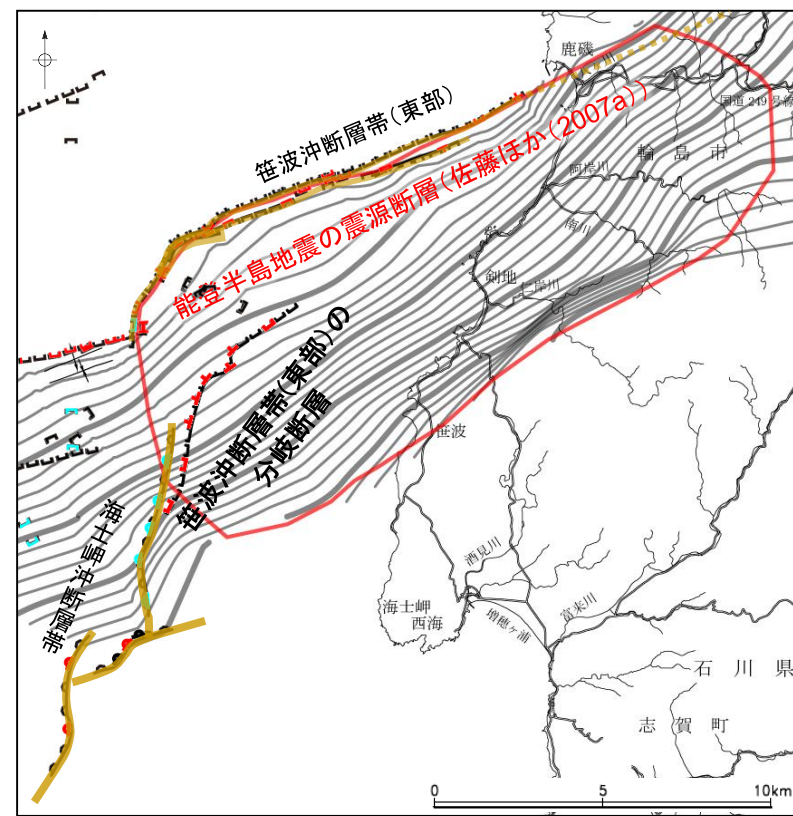 鹿磯
国道249号線
笹波沖断層帯(東部)
能登半島地震の震源断層(佐藤ほか(2007a))
輪島市
阿岸川
南川
剱地
仁岸川
笹波沖断層帯(東部)の
分岐断層
笹波
海士岬沖断層帯
酒見川
海士岬
西海
増穂ヶ浦
富来川
石川県
志賀町
0
5
10km